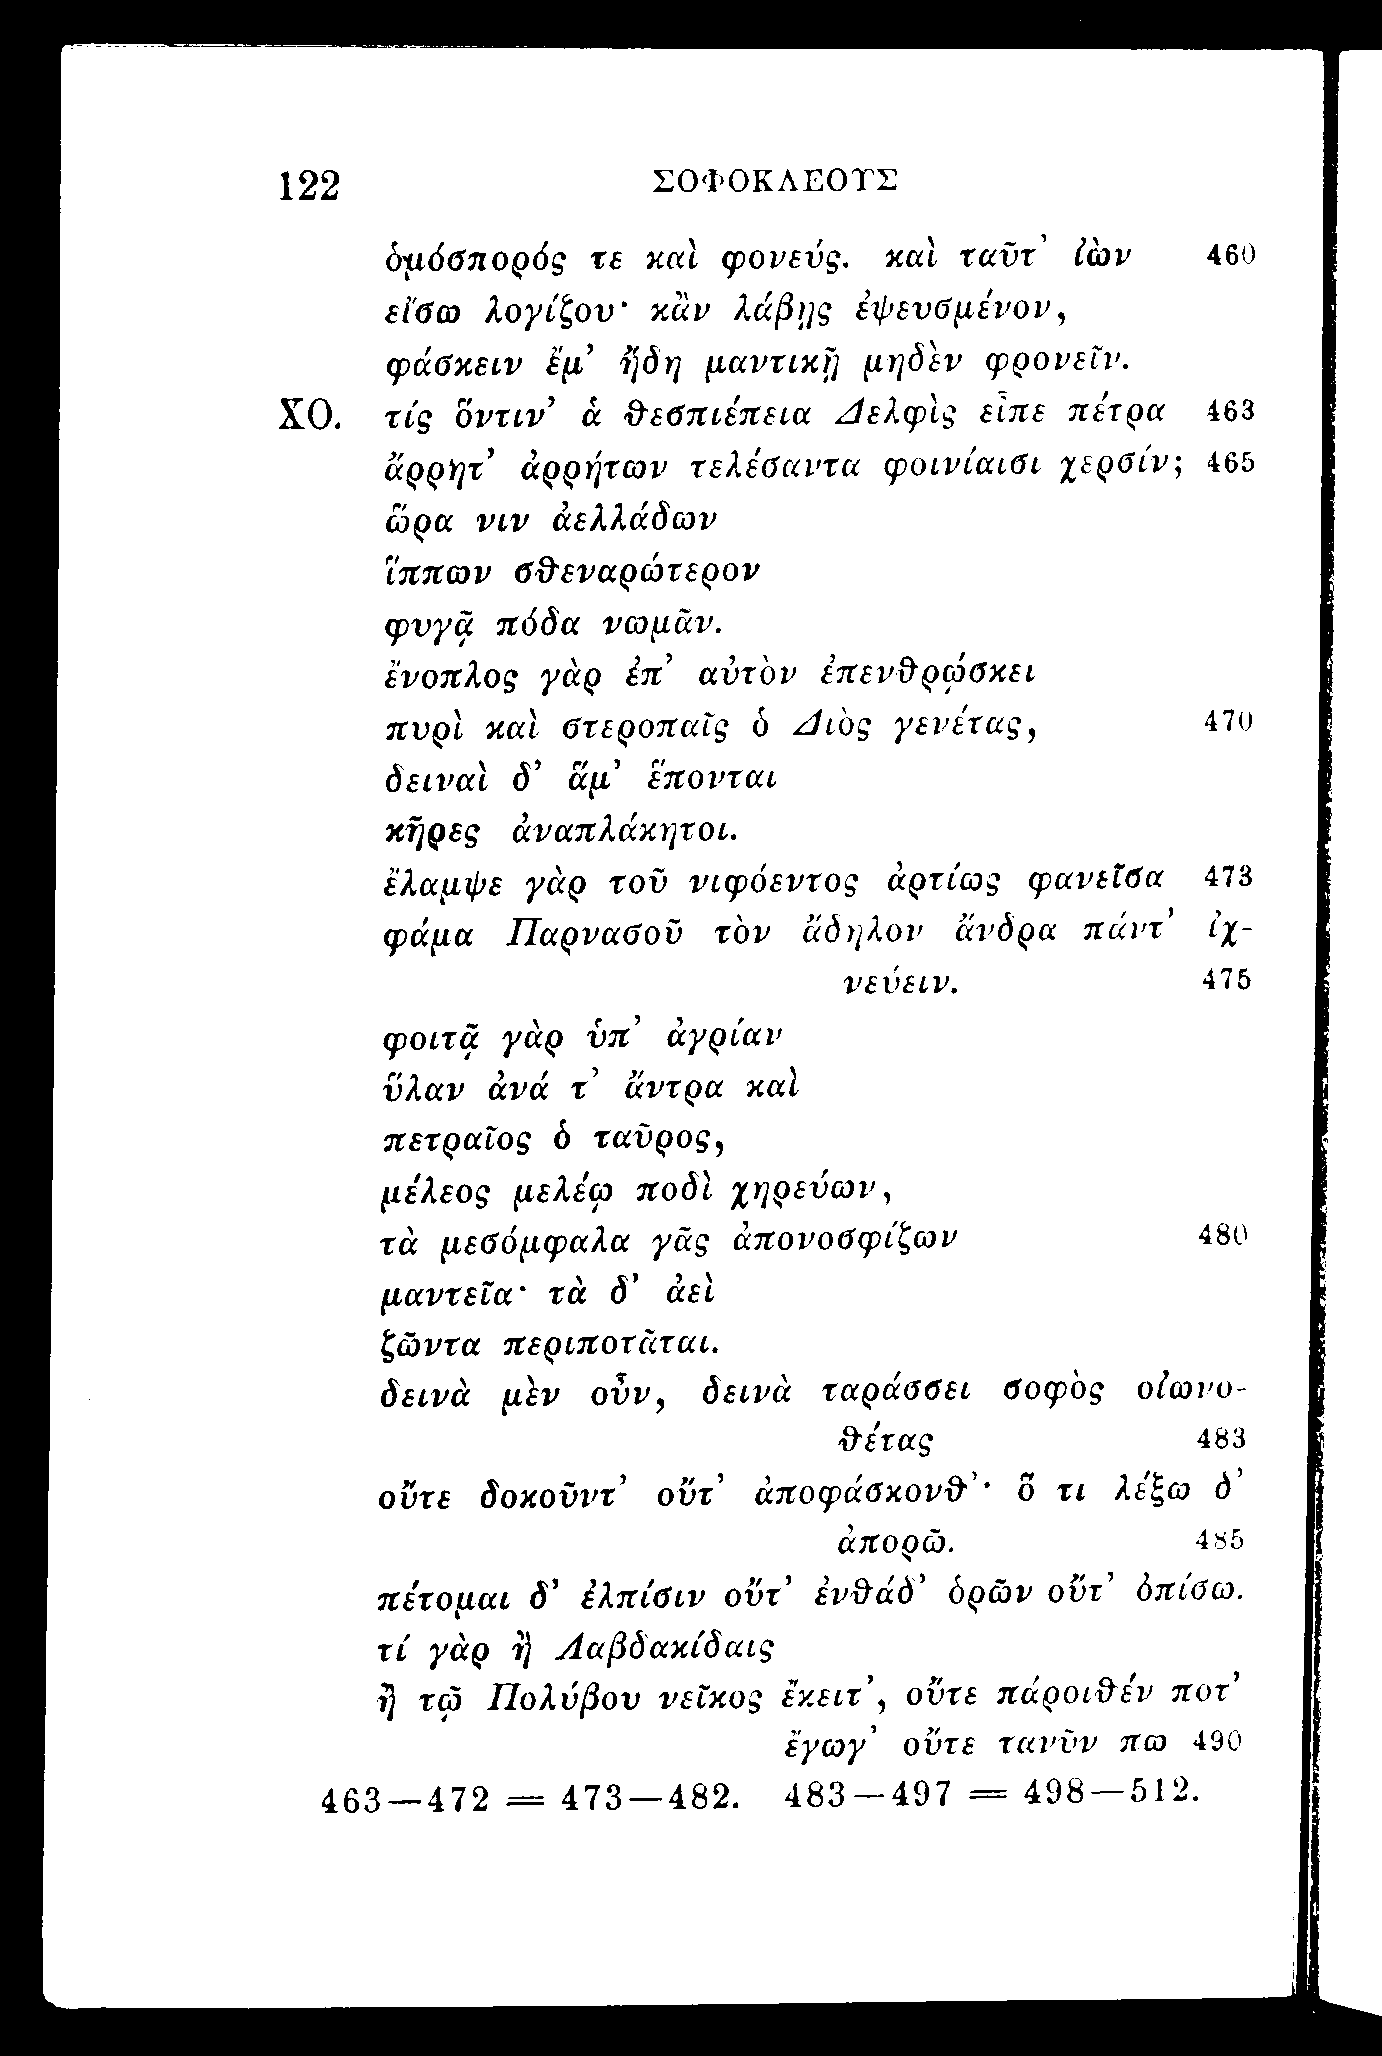 122 ΣΟΦΟΚΛΕΟΥΣ
ὁμόσπορός τε καὶ φονεύς. καὶ ταῦτ’ ἰὼν 460
εἴσω λογίζου· κἂν λάβῃς ἐψευσμένον,
φάσκειν ἔμ’ ἤδη μαντικῇ μηδὲν φρονεῖν.
ΧΟ. τίς ὅντιν’ ἁ θεσπιέπεια Δελφὶς εἶπε πέτρα 463
ἄρρητ’ ἀρρήτων τελέσαντα φοινίαισι χερσίν; 465
ὥρα νιν ἀελλάδων
ἵππων σθεναρώτερον
φυγᾷ πόδα νωμᾶν.
ἔνοπλος γὰρ ἐπ’ αὐτὸν ἐπενθρῴσκει
πυρὶ καὶ στεροπαῖς ὁ Διὸς γενέτας, 470
δειναὶ δ’ ἅμ’ ἕπονται
κῆρες ἀναπλάκητοι.
ἔλαμψε γὰρ τοῦ νιφόεντος ἀρτίως φανεῖσα 473
φάμα Παρνασοῦ τὸν ἄδηλον ἄνδρα πάντ’ ἰχ-
νεύειν. 475
φοιτᾷ γὰρ ὑπ’ ἀγρίαν
ὕλαν ἀνά τ’ ἄντρα καὶ
πετραῖος ὁ ταῦρος,
μέλεος μελέῳ ποδὶ χηρεύων,
τὰ μεσόμφαλα γᾶς ἀπονοσφίζων 480
μαντεῖα· τὰ δ’ ἀεὶ
ζῶντα περιποτᾶται.
δεινὰ μὲν οὖν, δεινὰ ταράσσει σοφὸς οἰωνο-
θέτας 483
οὔτε δοκοῦντ’ οὔτ’ ἀποφάσκονθ’· ὅ τι λέξω δ’
ἀπορῶ. 485
πέτομαι δ’ ἐλπίσιν οὔτ’ ἐνθάδ’ ὁρῶν οὔτ’ ὀπίσω.
τί γὰρ ἢ Λαβδακίδαις
ἢ τῷ Πολύβου νεῖκος ἔκειτ’, οὔτε πάροιθέν ποτ’
ἔγωγ’ οὔτε τανῦν πω 490
463—472 = 473—482. 483—497 = 498—512.